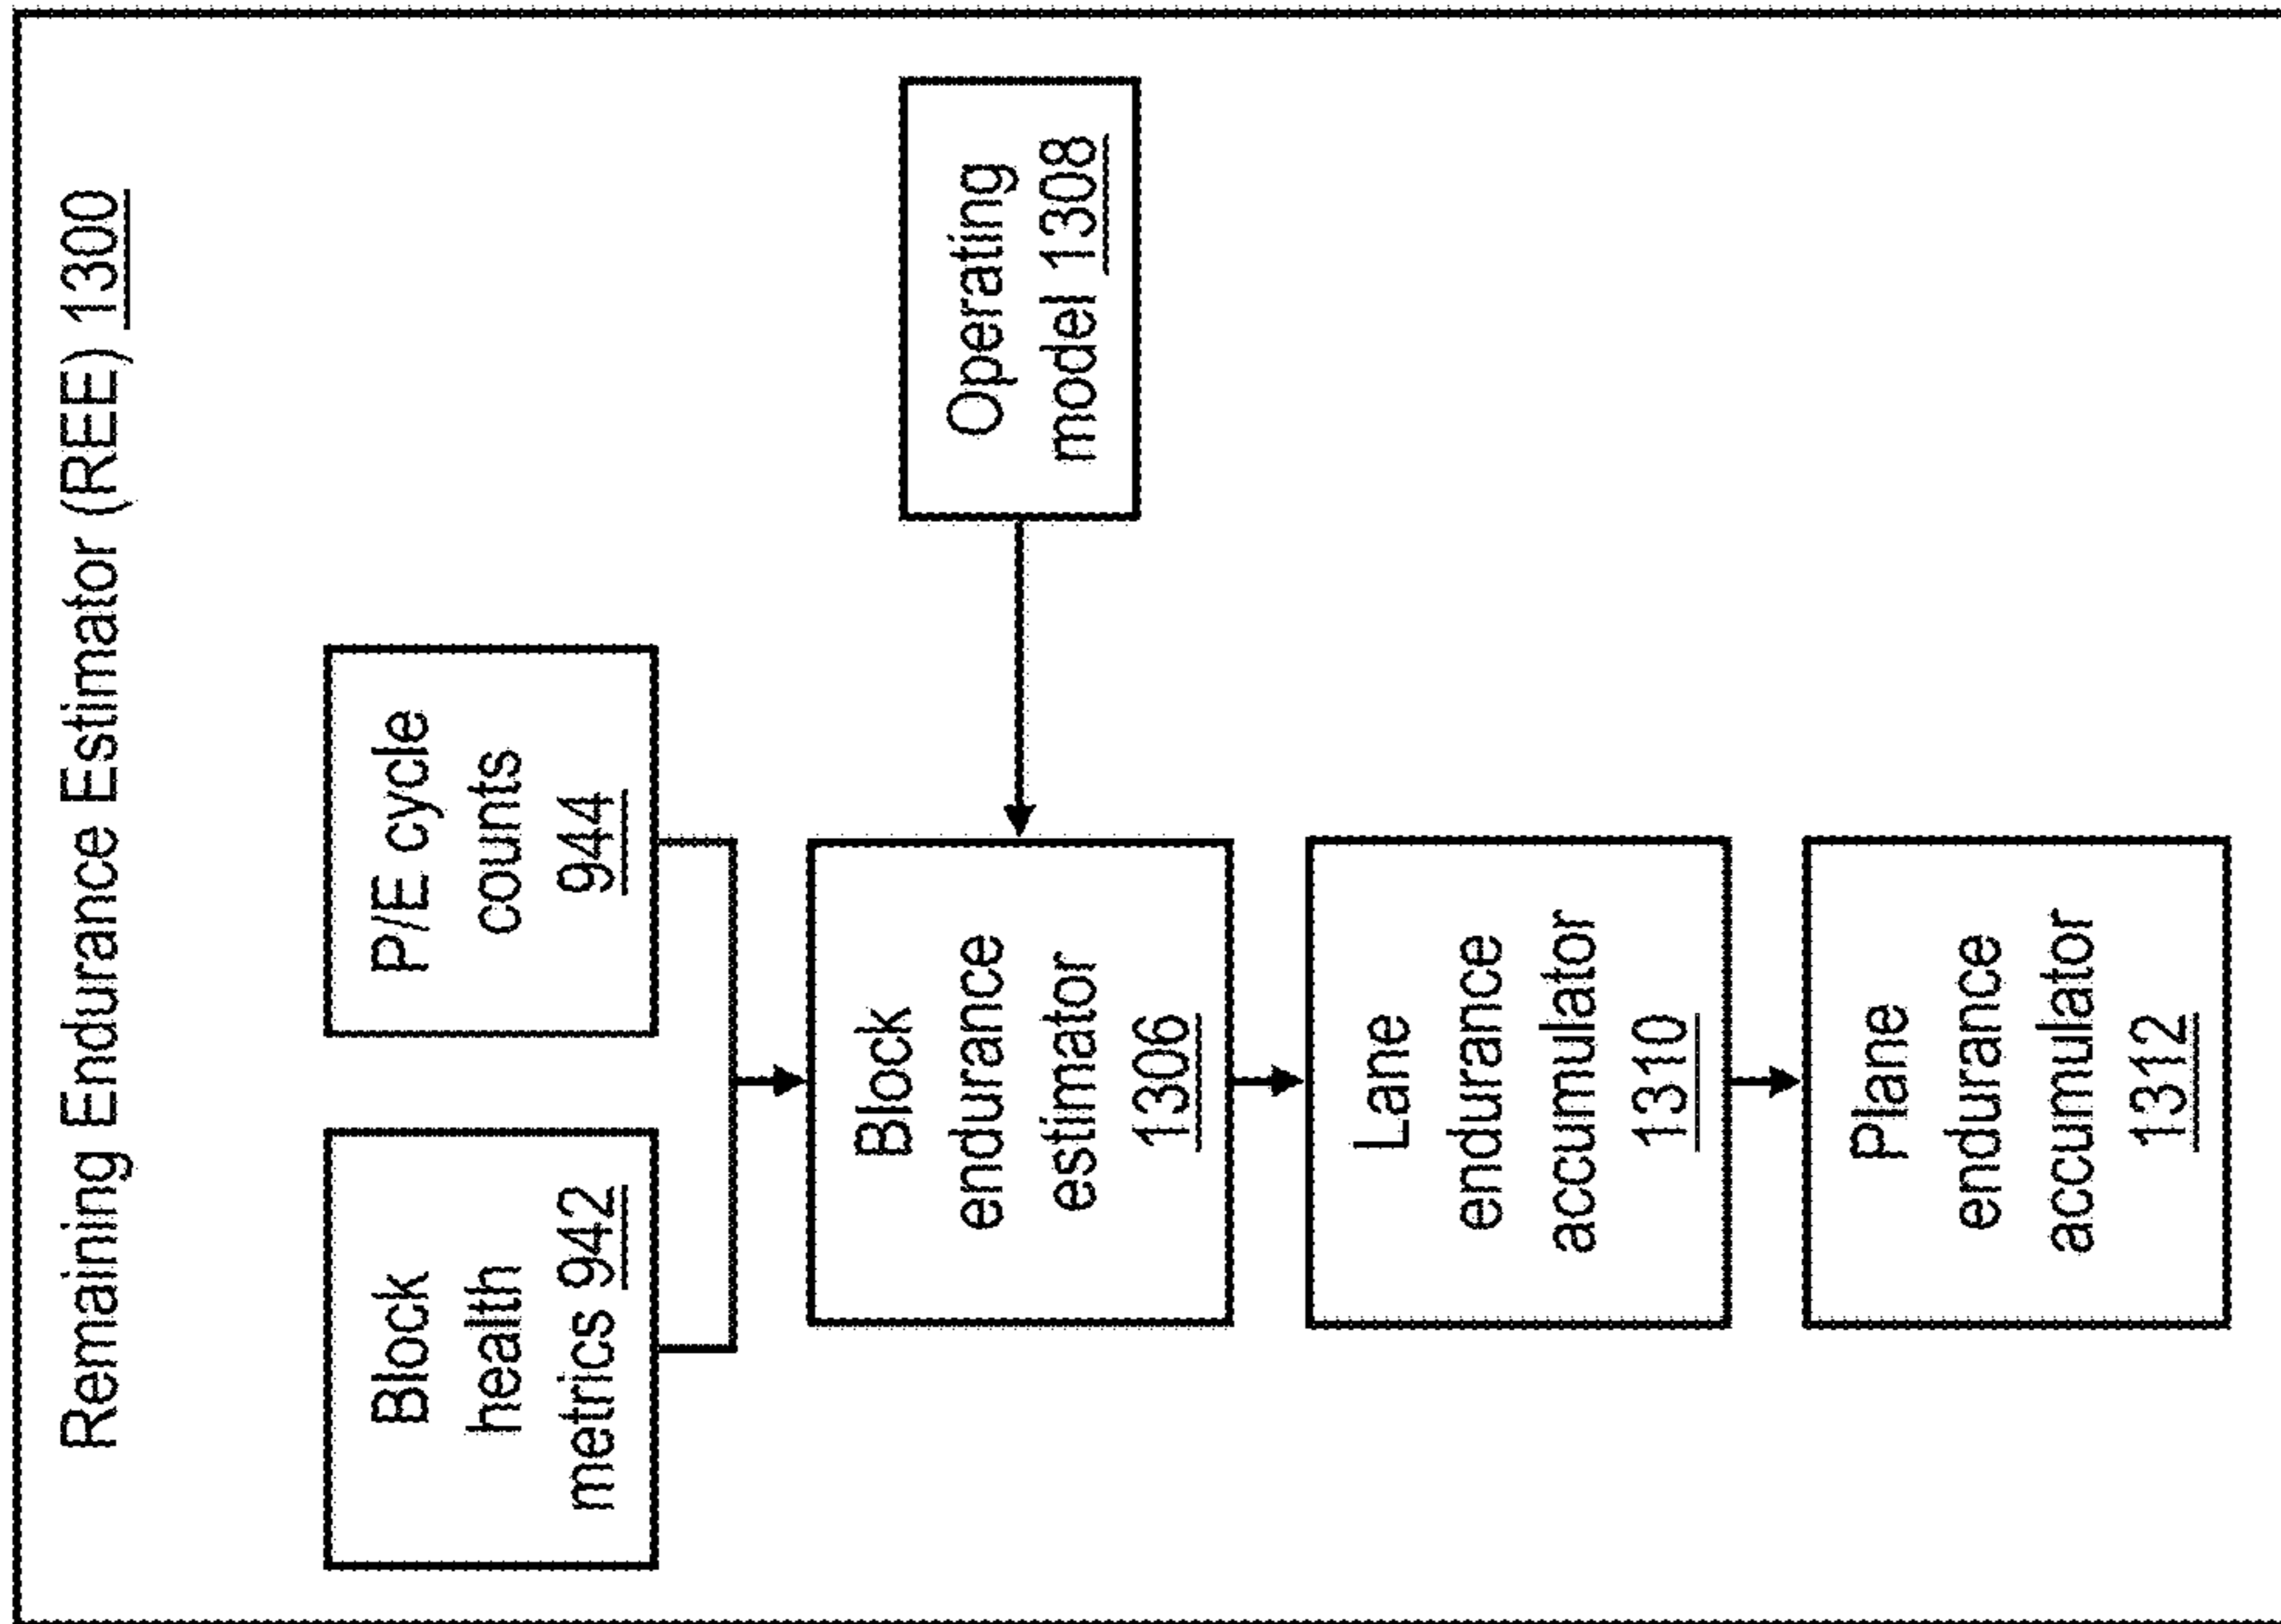 Remaining Endurance Estimator (REE) 1300
Block
health
metrics 942
P/E cycle
counts
944
Block
endurance
estimator
1306
Operating
model 1308
Lane
endurance
accumulator
1310
Plane
endurance
accumulator
1312